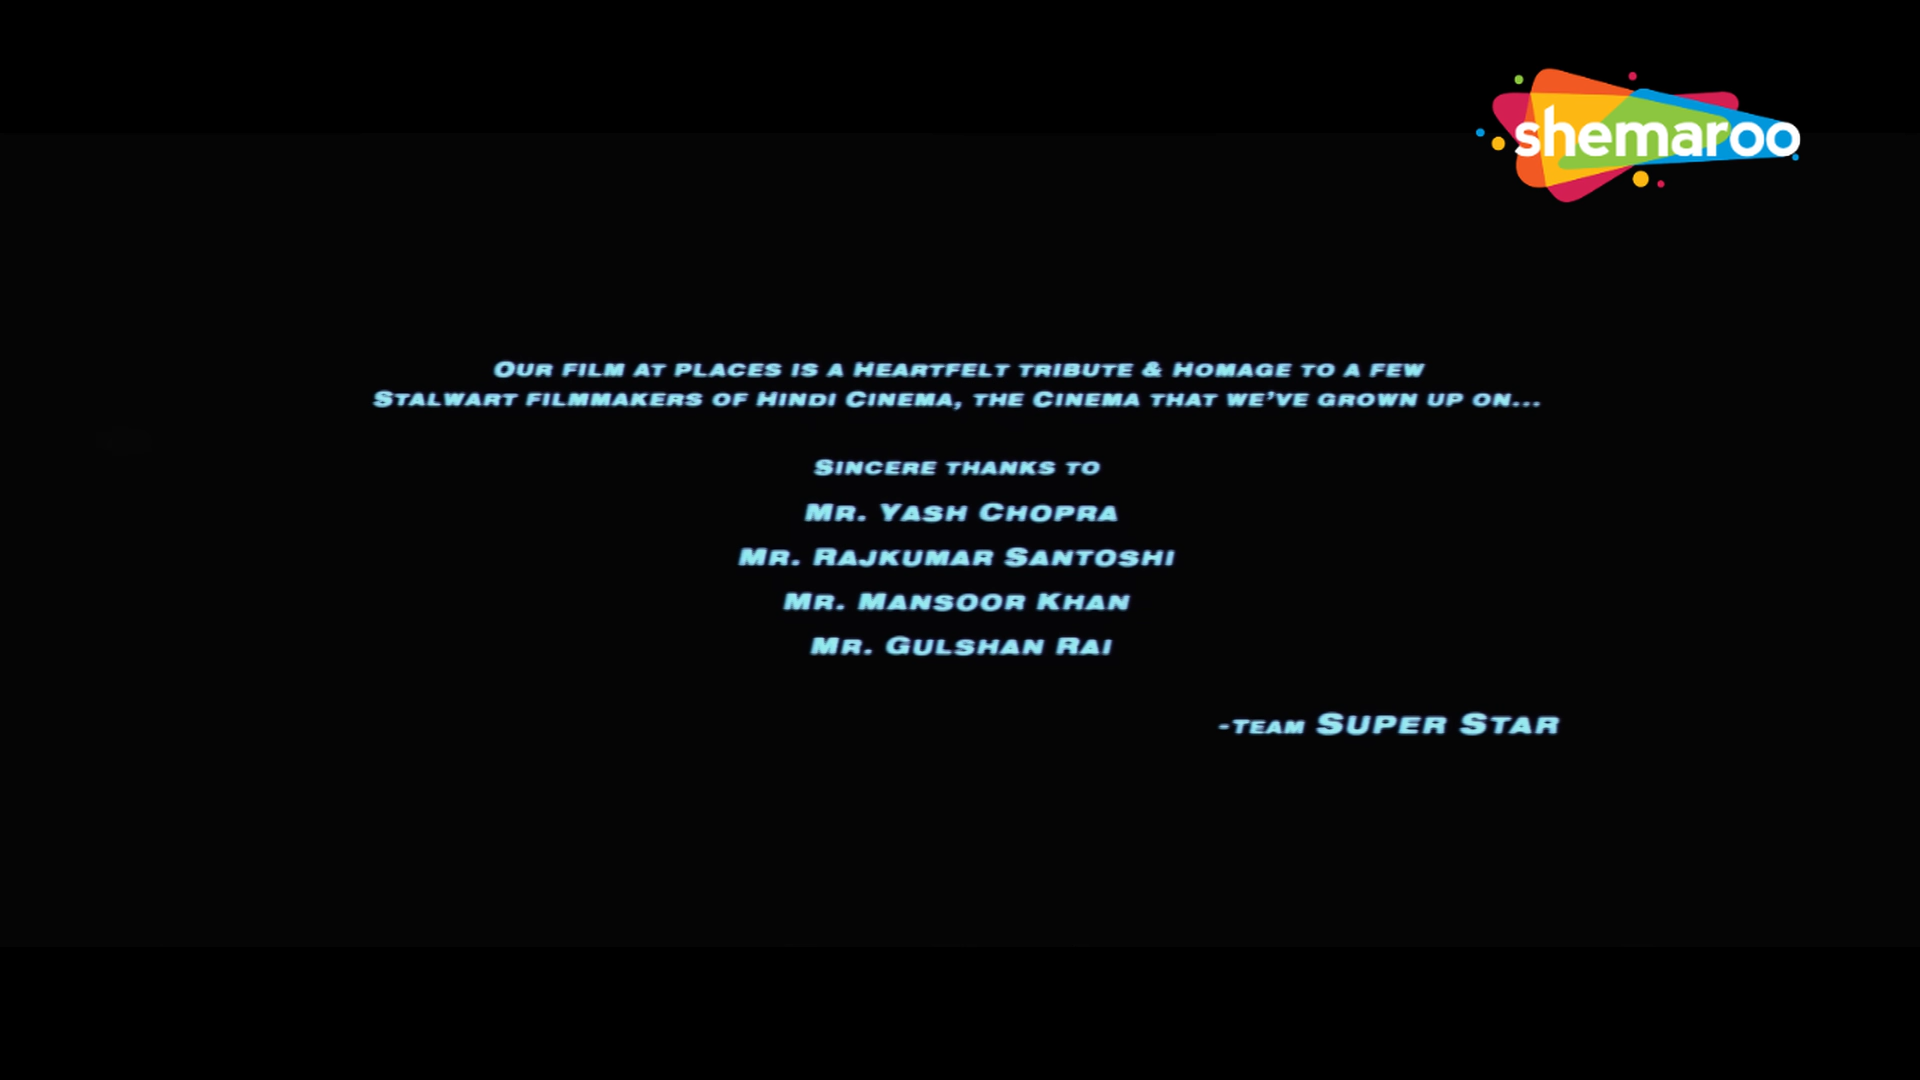 shemaroo
Our film at places is a Heartfelt tribute & Homage to a few
Stalwart filmmakers of Hindi Cinema, the Cinema that we've grown up on...
Sincere thanks to
Mr. Yash Chopra
Mr. Rajkumar Santoshi
Mr. Mansoor Khan
Mr. Gulshan Rai
-Team Super Star